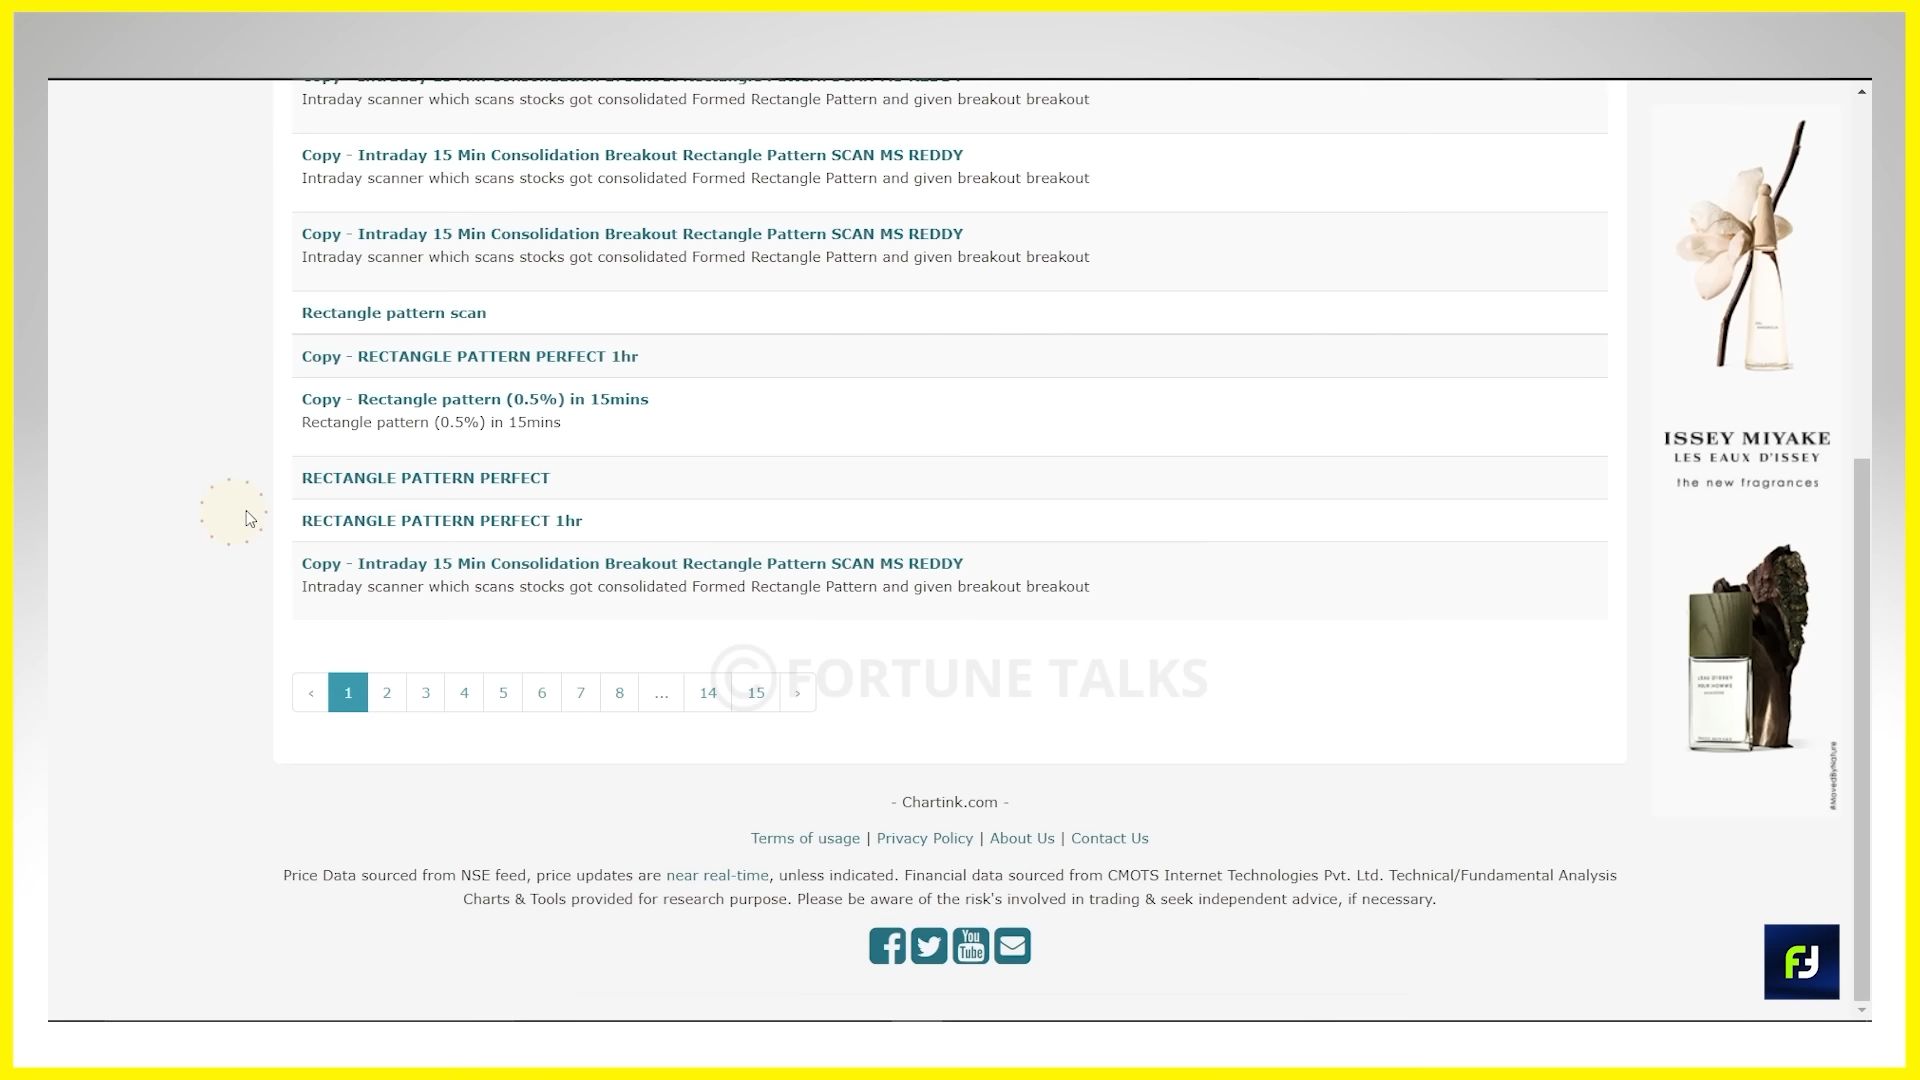 Intraday scanner which scans stocks got consolidated Formed Rectangle Pattern and given breakout breakout
Copy - Intraday 15 Min Consolidation Breakout Rectangle Pattern SCAN MS REDDY
Intraday scanner which scans stocks got consolidated Formed Rectangle Pattern and given breakout breakout
Copy - Intraday 15 Min Consolidation Breakout Rectangle Pattern SCAN MS REDDY
Intraday scanner which scans stocks got consolidated Formed Rectangle Pattern and given breakout breakout
Rectangle pattern scan
Copy - RECTANGLE PATTERN PERFECT 1hr
Copy - Rectangle pattern (0.5%) in 15mins
Rectangle pattern (0.5%) in 15mins
RECTANGLE PATTERN PERFECT
RECTANGLE PATTERN PERFECT 1hr
Copy - Intraday 15 Min Consolidation Breakout Rectangle Pattern SCAN MS REDDY
Intraday scanner which scans stocks got consolidated Formed Rectangle Pattern and given breakout breakout
‹ 1 2 3 4 5 6 7 8 ... 14 15 ›
© FORTUNE TALKS
- Chartink.com -
Terms of usage | Privacy Policy | About Us | Contact Us
Price Data sourced from NSE feed, price updates are near real-time, unless indicated. Financial data sourced from CMOTS Internet Technologies Pvt. Ltd. Technical/Fundamental Analysis
Charts & Tools provided for research purpose. Please be aware of the risk's involved in trading & seek independent advice, if necessary.
You
Tube
ISSEY MIYAKE
LES EAUX D'ISSEY
the new fragrances
#MovedByNature